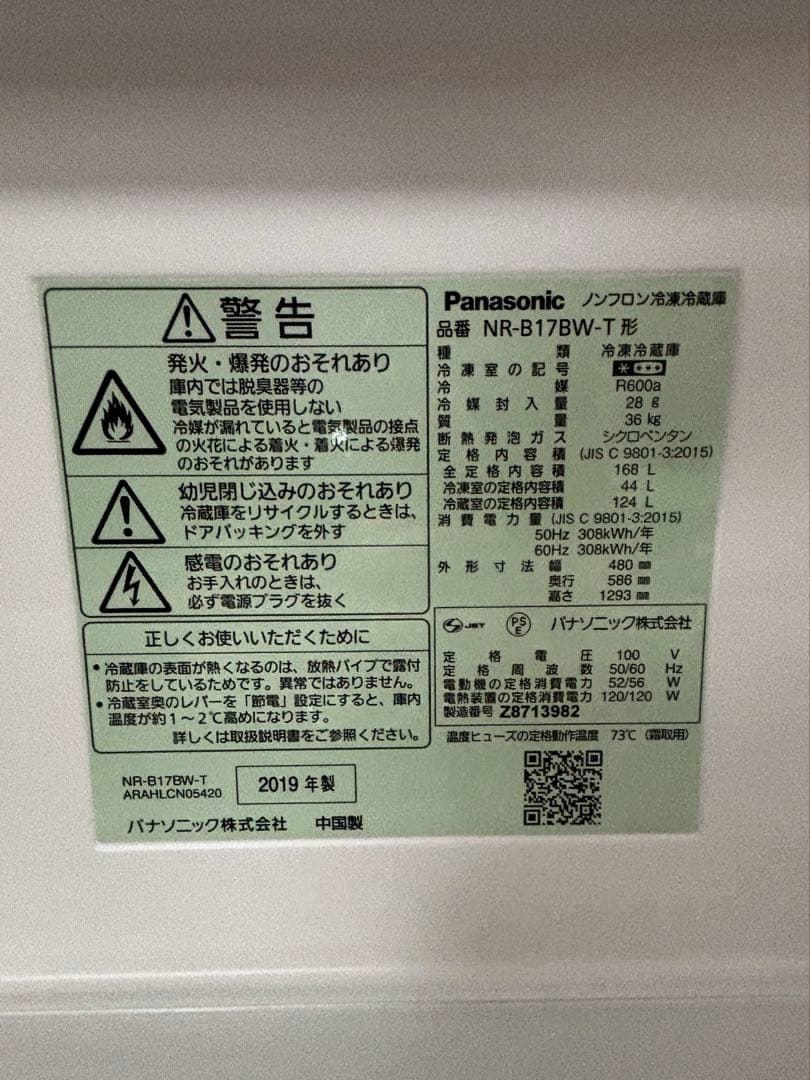 警告
発火・爆発のおそれあり
庫内では脱臭器等の
電気製品を使用しない
冷媒が漏れていると電気製品の接点
の火花による着火・着火による爆発
のおそれがあります
幼児閉じ込みのおそれあり
冷蔵庫をリサイクルするときは、
ドアパッキングを外す
感電のおそれあり
お手入れのときは、
必ず電源プラグを抜く
正しくお使いいただくために
•冷蔵庫の表面が熱くなるのは、放熱パイプで露付
防止をしているためです。異常ではありません。
•冷蔵室奥のレバーを「節電」設定にすると、庫内
温度が約1～2℃高めになります。
詳しくは取扱説明書をご参照ください。
NR-B17BW-T
ARAHLCN05420
2019年製
パナソニック株式会社 中国製
Panasonic ノンフロン冷凍冷蔵庫
品番 NR-B17BW-T形
種類 冷凍冷蔵庫
冷凍室の記号 ****
冷媒 R600a
冷媒封入量 28 g
質量 36 kg
断熱発泡ガス シクロペンタン
定格内容積 (JIS C 9801-3:2015)
全定格内容積 168 L
冷凍室の定格内容積 44 L
冷蔵室の定格内容積 124 L
消費電力量 (JIS C 9801-3:2015)
50Hz 308kWh/年
60Hz 308kWh/年
外形寸法 幅 480 mm
奥行 586 mm
高さ 1293 mm
S JET PSE パナソニック株式会社
定格電圧 100 V
定格周波数 50/60 Hz
電動機の定格消費電力 52/56 W
電熱装置の定格消費電力 120/120 W
製造番号 Z8713982
温度ヒューズの定格動作温度 73℃（霜取用）